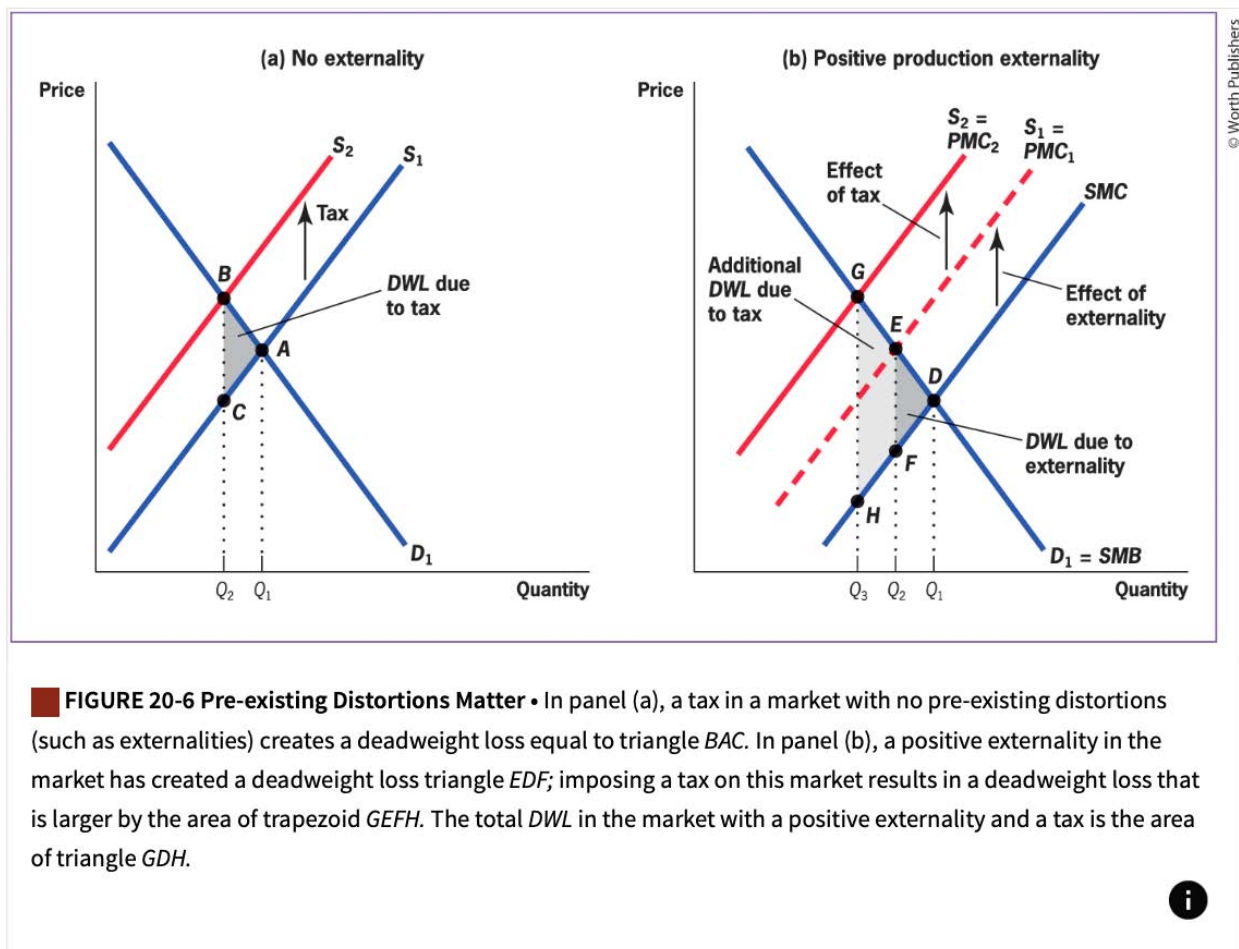 © Worth Publishers
(a) No externality
Price
S2
S1
Tax
B
DWL due
to tax
A
C
D1
Q2 Q1
Quantity
(b) Positive production externality
Price
S2 =
PMC2
S1 =
PMC1
Effect
of tax
SMC
Additional
DWL due
to tax
G
Effect of
externality
E
D
DWL due to
externality
F
H
D1 = SMB
Q3 Q2 Q1
Quantity
FIGURE 20-6 Pre-existing Distortions Matter • In panel (a), a tax in a market with no pre-existing distortions
(such as externalities) creates a deadweight loss equal to triangle BAC. In panel (b), a positive externality in the
market has created a deadweight loss triangle EDF; imposing a tax on this market results in a deadweight loss that
is larger by the area of trapezoid GEFH. The total DWL in the market with a positive externality and a tax is the area
of triangle GDH.
i